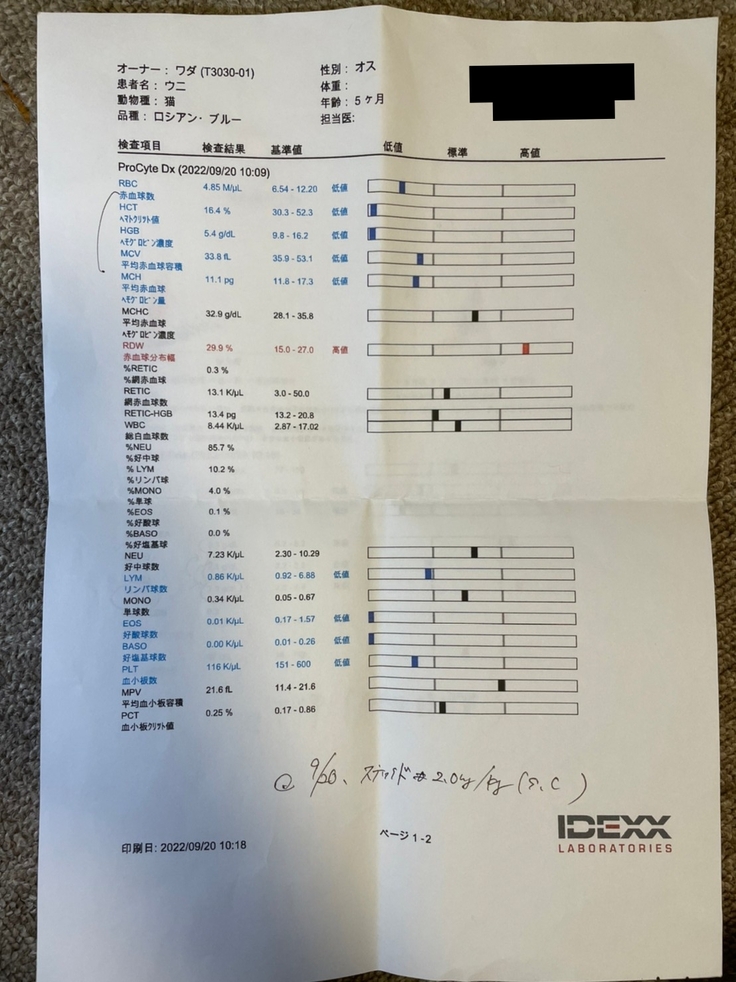 オーナー： ワダ (T3030-01) 性別： オス
患者名： ウニ 体重：
動物種： 猫 年齢： 5ヶ月
品種： ロシアン・ブルー 担当医:
検査項目 検査結果 基準値 低値 標準 高値
ProCyte Dx (2022/09/20 10:09)
RBC 4.85 M/µL 6.54 - 12.20 低値
赤血球数
HCT 16.4 % 30.3 - 52.3 低値
ﾍﾏﾄｸﾘｯﾄ値
HGB 5.4 g/dL 9.8 - 16.2 低値
ﾍﾓｸﾞﾛﾋﾞﾝ濃度
MCV 33.8 fL 35.9 - 53.1 低値
平均赤血球容積
MCH 11.1 pg 11.8 - 17.3 低値
平均赤血球
ﾍﾓｸﾞﾛﾋﾞﾝ量
MCHC 32.9 g/dL 28.1 - 35.8
平均赤血球
ﾍﾓｸﾞﾛﾋﾞﾝ濃度
RDW 29.9 % 15.0 - 27.0 高値
赤血球分布幅
%RETIC 0.3 %
%網赤血球
RETIC 13.1 K/µL 3.0 - 50.0
網赤血球数
RETIC-HGB 13.4 pg 13.2 - 20.8
WBC 8.44 K/µL 2.87 - 17.02
総白血球数
%NEU 85.7 %
%好中球
% LYM 10.2 %
%リンパ球
%MONO 4.0 %
%単球
%EOS 0.1 %
%好酸球
%BASO 0.0 %
%好塩基球
NEU 7.23 K/µL 2.30 - 10.29
好中球数
LYM 0.86 K/µL 0.92 - 6.88 低値
リンパ球数
MONO 0.34 K/µL 0.05 - 0.67
単球数
EOS 0.01 K/µL 0.17 - 1.57 低値
好酸球数
BASO 0.00 K/µL 0.01 - 0.26 低値
好塩基球数
PLT 116 K/µL 151 - 600 低値
血小板数
MPV 21.6 fL 11.4 - 21.6
平均血小板容積
PCT 0.25 % 0.17 - 0.86
血小板ｸﾘｯﾄ値
9/20、ステロイド 2.0mg/kg (S.C)
印刷日: 2022/09/20 10:18 ページ 1-2
IDEXX
LABORATORIES